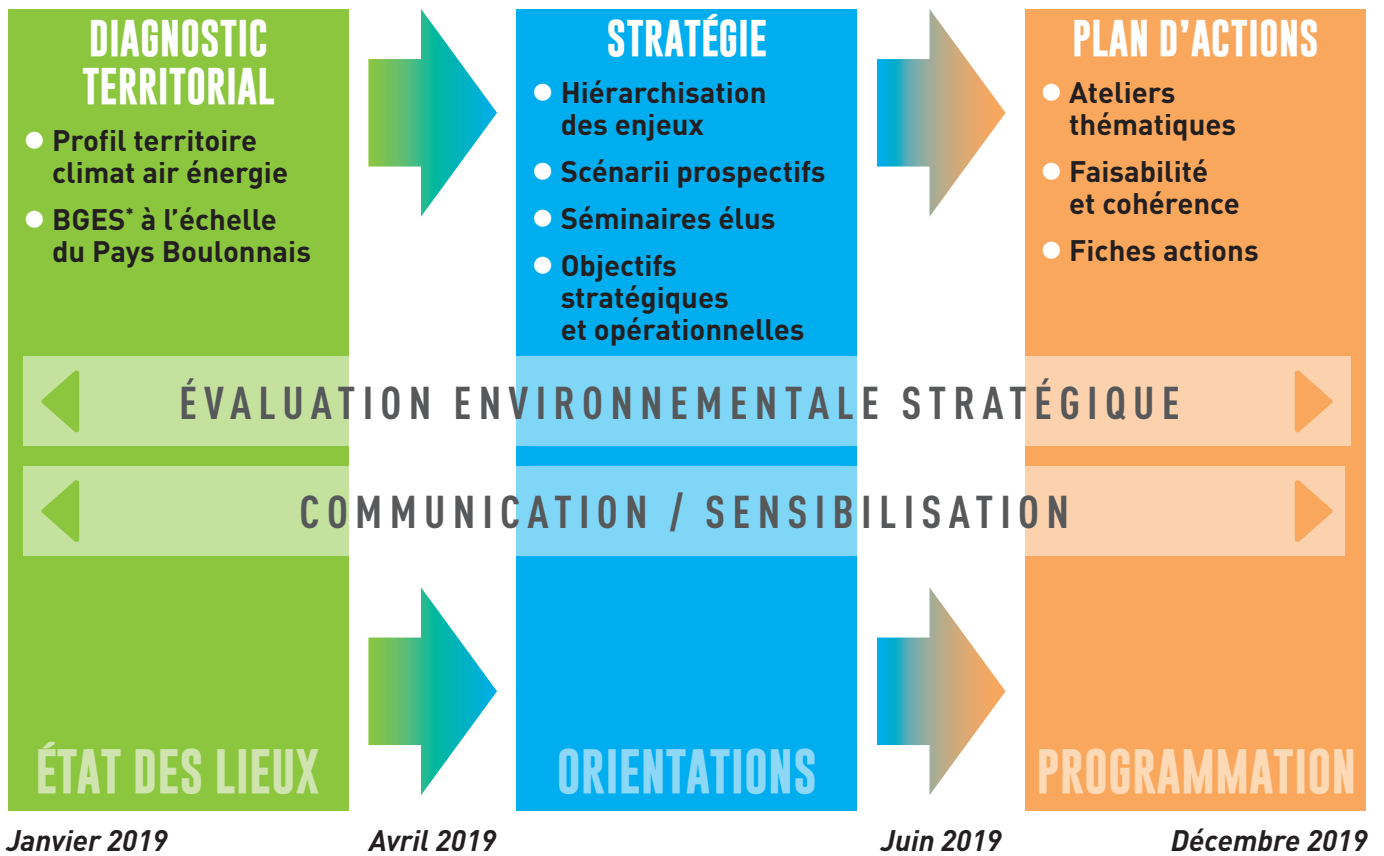 DIAGNOSTIC
TERRITORIAL
Profil territoire
climat air énergie
BGES* à l'échelle
du Pays Boulonnais
STRATÉGIE
Hiérarchisation
des enjeux
Scénarii prospectifs
Séminaires élus
Objectifs
stratégiques
et opérationnelles
PLAN D'ACTIONS
Ateliers
thématiques
Faisabilité
et cohérence
Fiches actions
ÉVALUATION ENVIRONNEMENTALE STRATÉGIQUE
COMMUNICATION / SENSIBILISATION
ÉTAT DES LIEUX
ORIENTATIONS
PROGRAMMATION
Janvier 2019
Avril 2019
Juin 2019
Décembre 2019